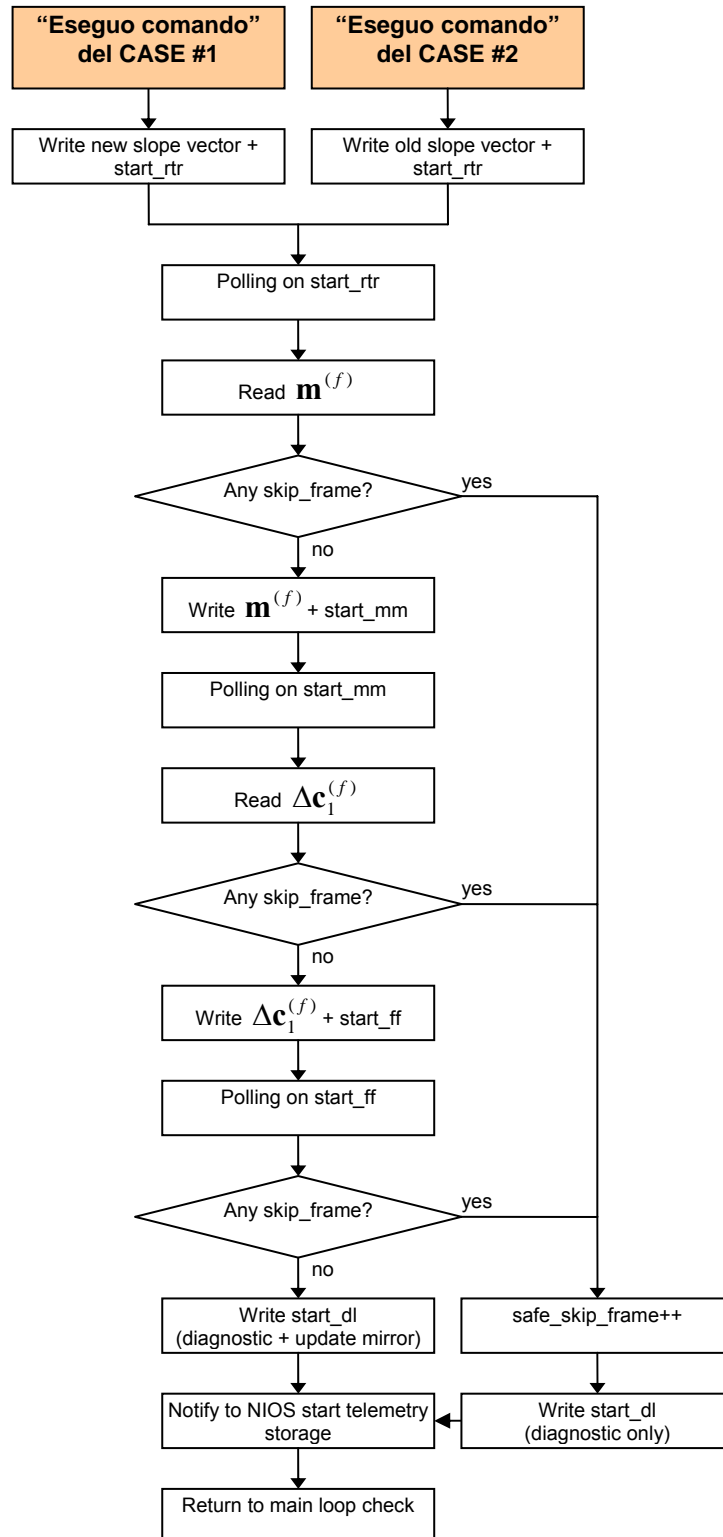 “Eseguo comando”
del CASE #1
“Eseguo comando”
del CASE #2
Write new slope vector +
start_rtr
Write old slope vector +
start_rtr
Polling on start_rtr
Read m^(f)
Any skip_frame?
yes
no
Write m^(f) + start_mm
Polling on start_mm
Read Δc₁^(f)
Any skip_frame?
yes
no
Write Δc₁^(f) + start_ff
Polling on start_ff
Any skip_frame?
yes
no
Write start_dl
(diagnostic + update mirror)
safe_skip_frame++
Notify to NIOS start telemetry
storage
Write start_dl
(diagnostic only)
Return to main loop check